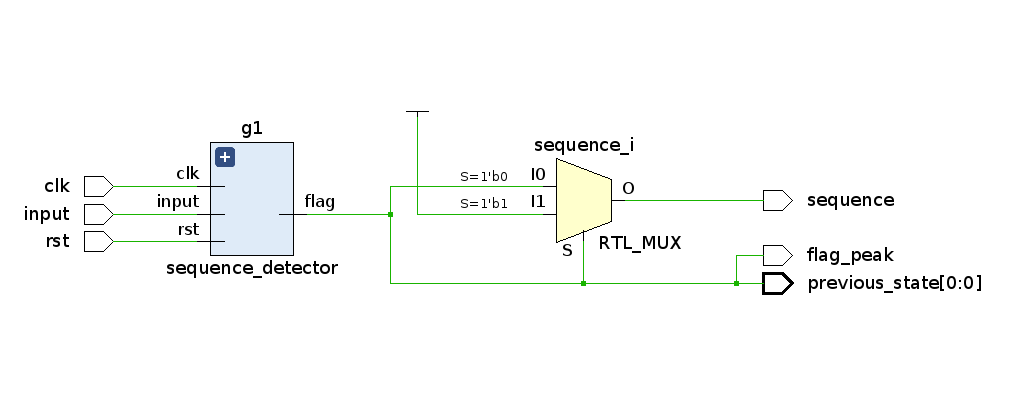 g1
sequence_i
clk
clk
I0
S=1'b0
O
input
input
flag
I1
S=1'b1
sequence
rst
rst
S
RTL_MUX
sequence_detector
flag_peak
previous_state[0:0]